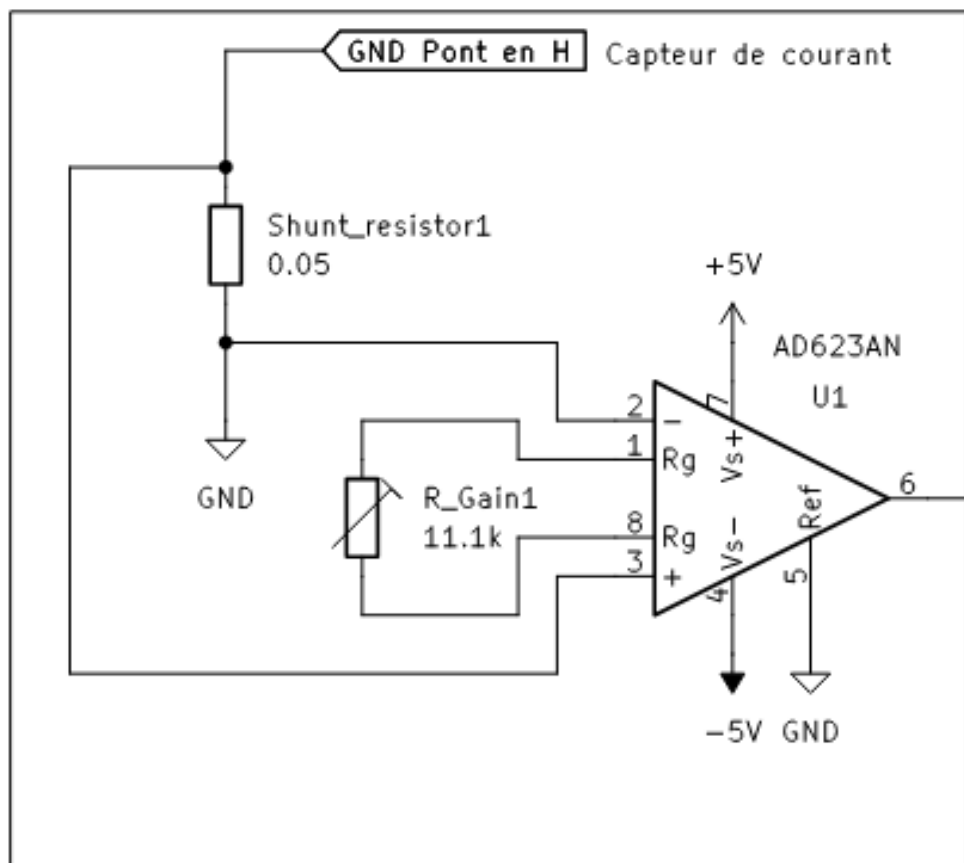 GND Pont en H
Capteur de courant
Shunt_resistor1
0.05
+5V
AD623AN
U1
7
2
-
1
Rg
Vs+
GND
R_Gain1
11.1k
8
Rg
3
+
Vs-
4
Ref
5
6
-5V
GND